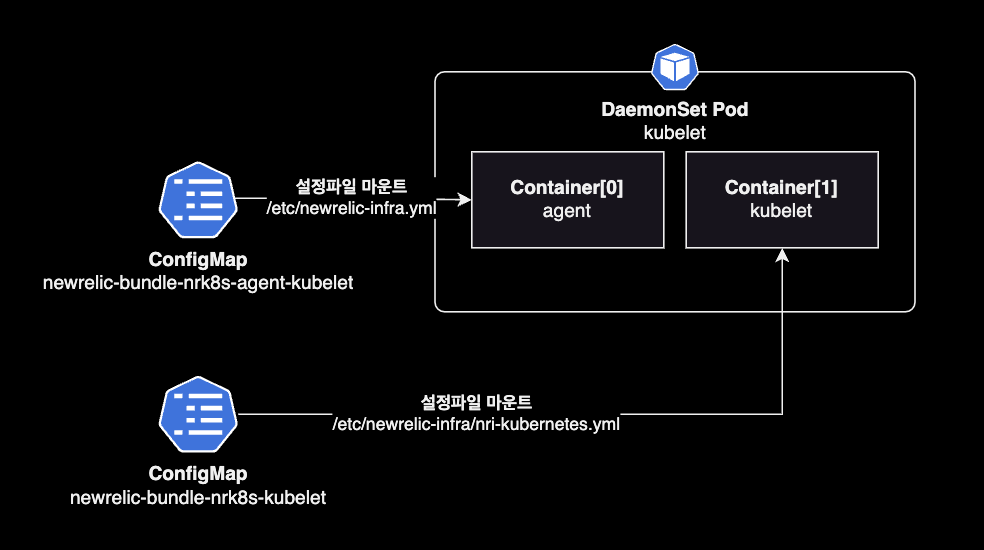 DaemonSet Pod
kubelet
Container[0]
agent
Container[1]
kubelet
설정파일 마운트
/etc/newrelic-infra.yml
ConfigMap
newrelic-bundle-nrk8s-agent-kubelet
설정파일 마운트
/etc/newrelic-infra/nri-kubernetes.yml
ConfigMap
newrelic-bundle-nrk8s-kubelet